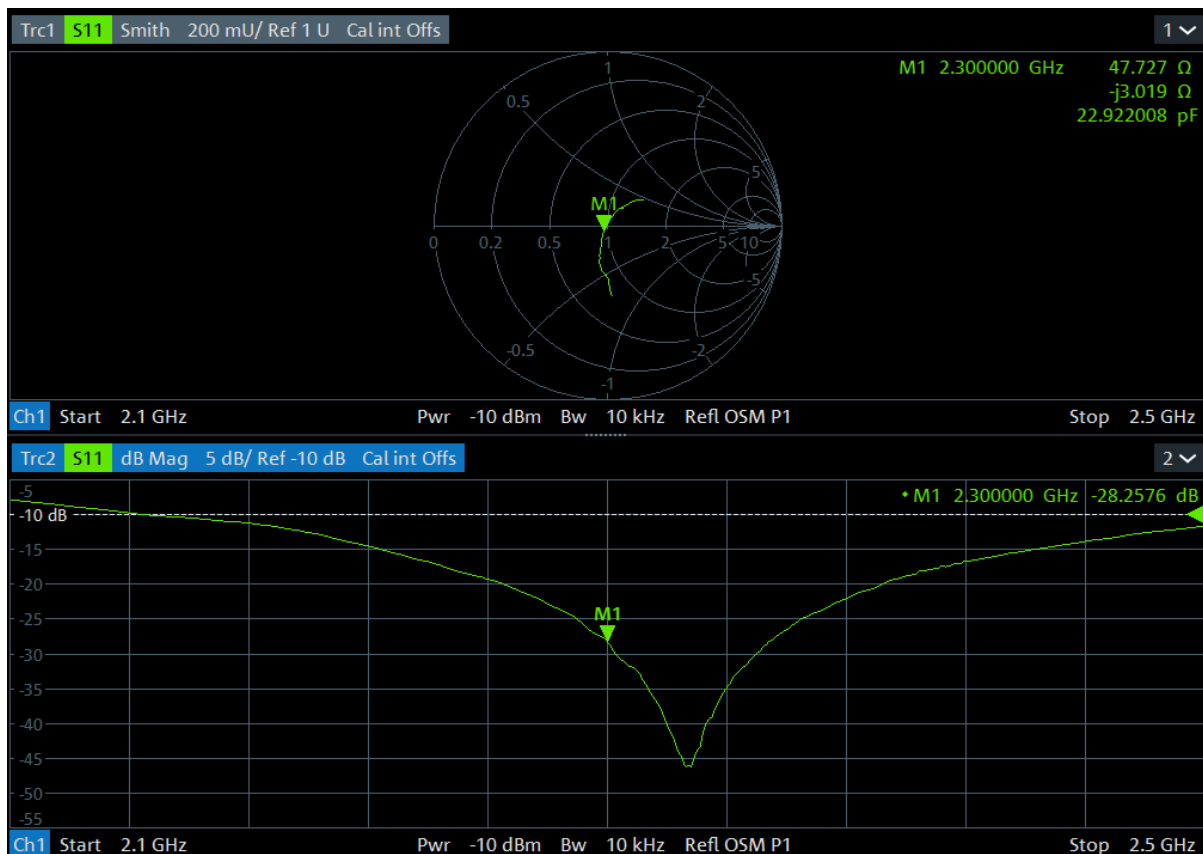 Trc1 S11 Smith 200 mU/ Ref 1 U Cal int Offs 1
M1 2.300000 GHz 47.727 Ω
-j3.019 Ω
22.922008 pF
1
0.5 2
5
M1
0 0.2 0.5 1 2 5 10
-5
-0.5 -2
-1
Ch1 Start 2.1 GHz Pwr -10 dBm Bw 10 kHz Refl OSM P1 Stop 2.5 GHz
Trc2 S11 dB Mag 5 dB/ Ref -10 dB Cal int Offs 2
-5
• M1 2.300000 GHz -28.2576 dB
-10 dB
-15
-20
-25
M1
-30
-35
-40
-45
-50
-55
Ch1 Start 2.1 GHz Pwr -10 dBm Bw 10 kHz Refl OSM P1 Stop 2.5 GHz